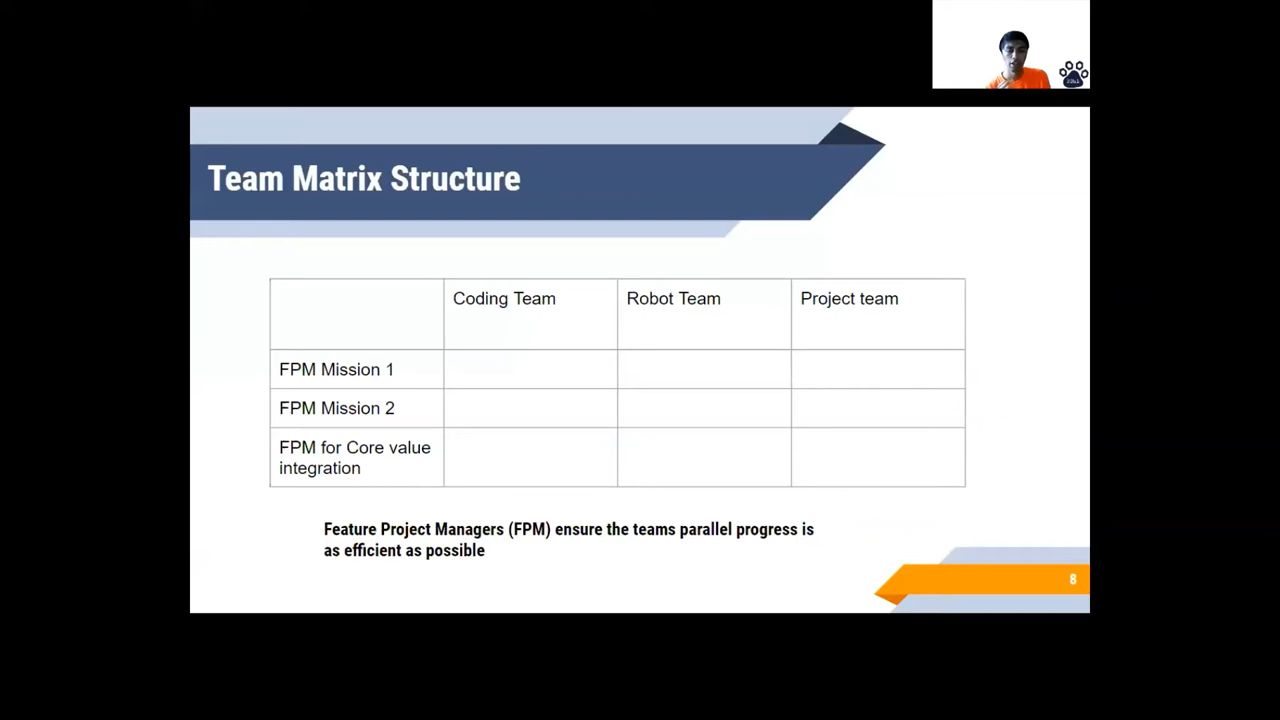 Team Matrix Structure
Coding Team
Robot Team
Project team
FPM Mission 1
FPM Mission 2
FPM for Core value
integration
Feature Project Managers (FPM) ensure the teams parallel progress is
as efficient as possible
8